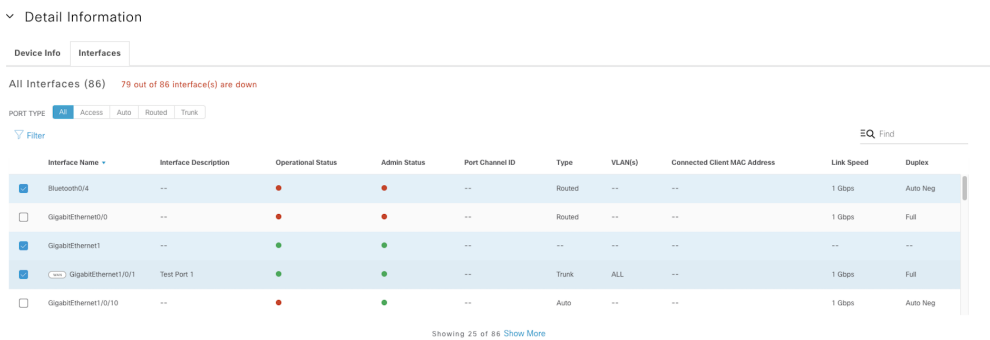 Detail Information
Device Info Interfaces
All Interfaces (86) 79 out of 86 interface(s) are down
PORT TYPE All Access Auto Routed Trunk
Filter
Find
Interface Name Interface Description Operational Status Admin Status Port Channel ID Type VLAN(s) Connected Client MAC Address Link Speed Duplex
Bluetooth0/4 -- -- Routed -- -- 1 Gbps Auto Neg
GigabitEthernet0/0 -- -- Routed -- -- 1 Gbps Full
GigabitEthernet1 -- -- -- -- -- -- --
GigabitEthernet1/0/1 Test Port 1 -- Trunk ALL -- 1 Gbps Full
GigabitEthernet1/0/10 -- -- Auto -- -- 1 Gbps Auto Neg
Showing 25 of 86 Show More